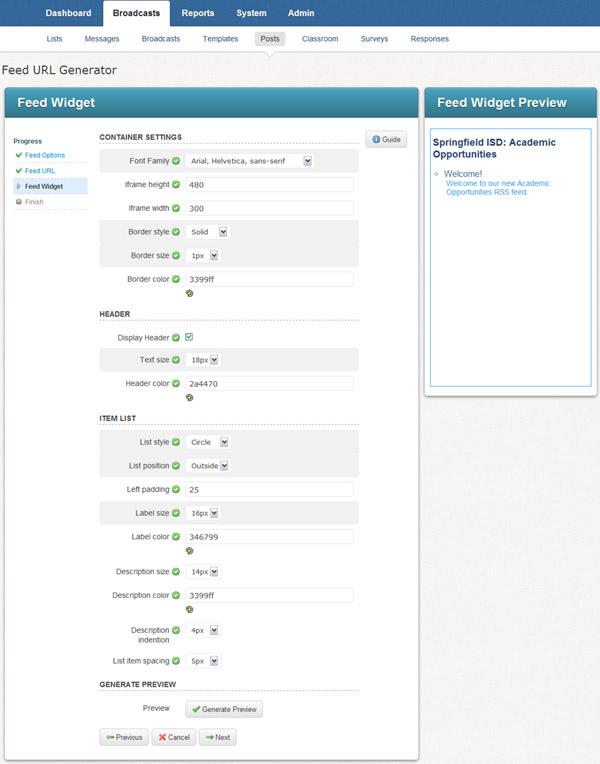 Dashboard Broadcasts Reports System Admin
Lists Messages Broadcasts Templates Posts Classroom Surveys Responses
Feed URL Generator
Feed Widget
Progress
Feed Options
Feed URL
Feed Widget
Finish
CONTAINER SETTINGS
Guide
Font Family Arial, Helvetica, sans-serif
Iframe height 480
Iframe width 300
Border style Solid
Border size 1px
Border color 3399ff
HEADER
Display Header
Text size 18px
Header color 2a4470
ITEM LIST
List style Circle
List position Outside
Left padding 25
Label size 16px
Label color 346799
Description size 14px
Description color 3399ff
Description
indention 4px
List item spacing 5px
GENERATE PREVIEW
Preview Generate Preview
Previous Cancel Next
Feed Widget Preview
Springfield ISD: Academic
Opportunities
Welcome!
Welcome to our new Academic
Opportunities RSS feed.